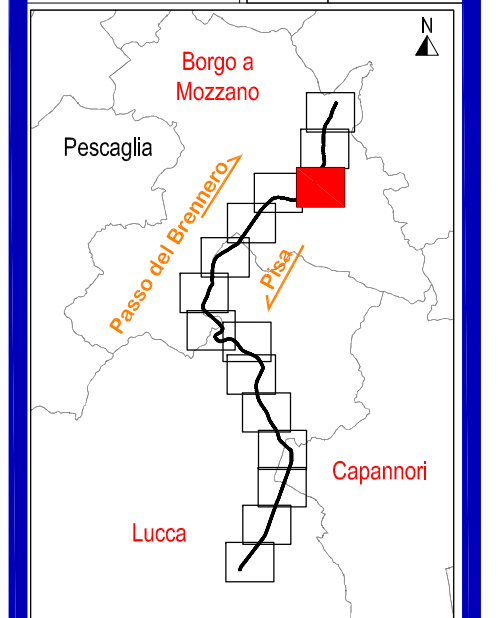 N
Borgo a
Mozzano
Pescaglia
Passo del Brennero
Pisa
Capannori
Lucca